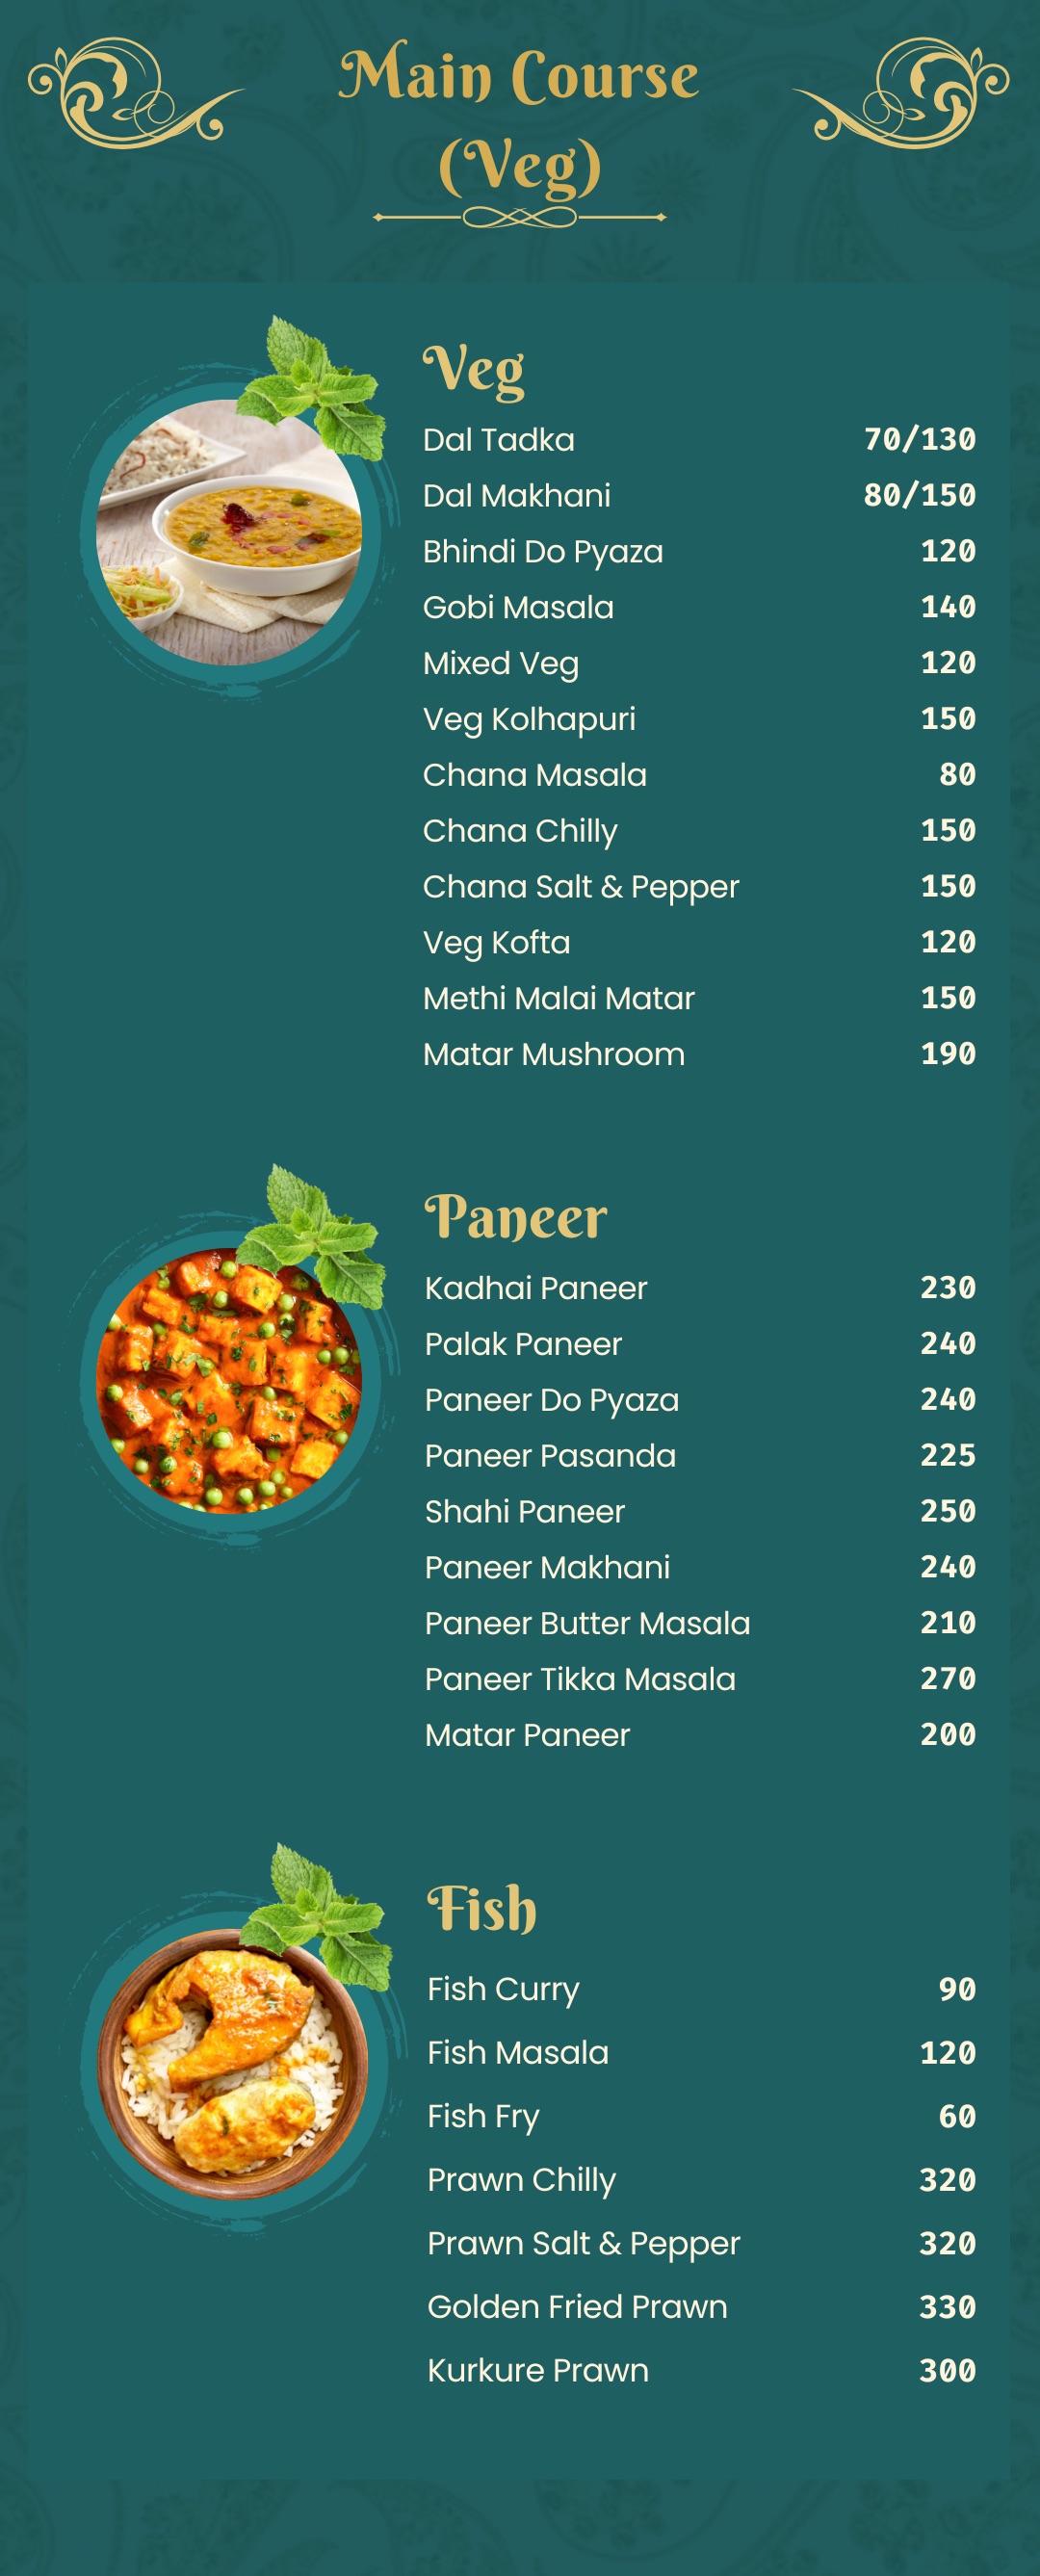 Main Course
(Veg)
Veg
Dal Tadka 70/130
Dal Makhani 80/150
Bhindi Do Pyaza 120
Gobi Masala 140
Mixed Veg 120
Veg Kolhapuri 150
Chana Masala 80
Chana Chilly 150
Chana Salt & Pepper 150
Veg Kofta 120
Methi Malai Matar 150
Matar Mushroom 190
Paneer
Kadhai Paneer 230
Palak Paneer 240
Paneer Do Pyaza 240
Paneer Pasanda 225
Shahi Paneer 250
Paneer Makhani 240
Paneer Butter Masala 210
Paneer Tikka Masala 270
Matar Paneer 200
Fish
Fish Curry 90
Fish Masala 120
Fish Fry 60
Prawn Chilly 320
Prawn Salt & Pepper 320
Golden Fried Prawn 330
Kurkure Prawn 300